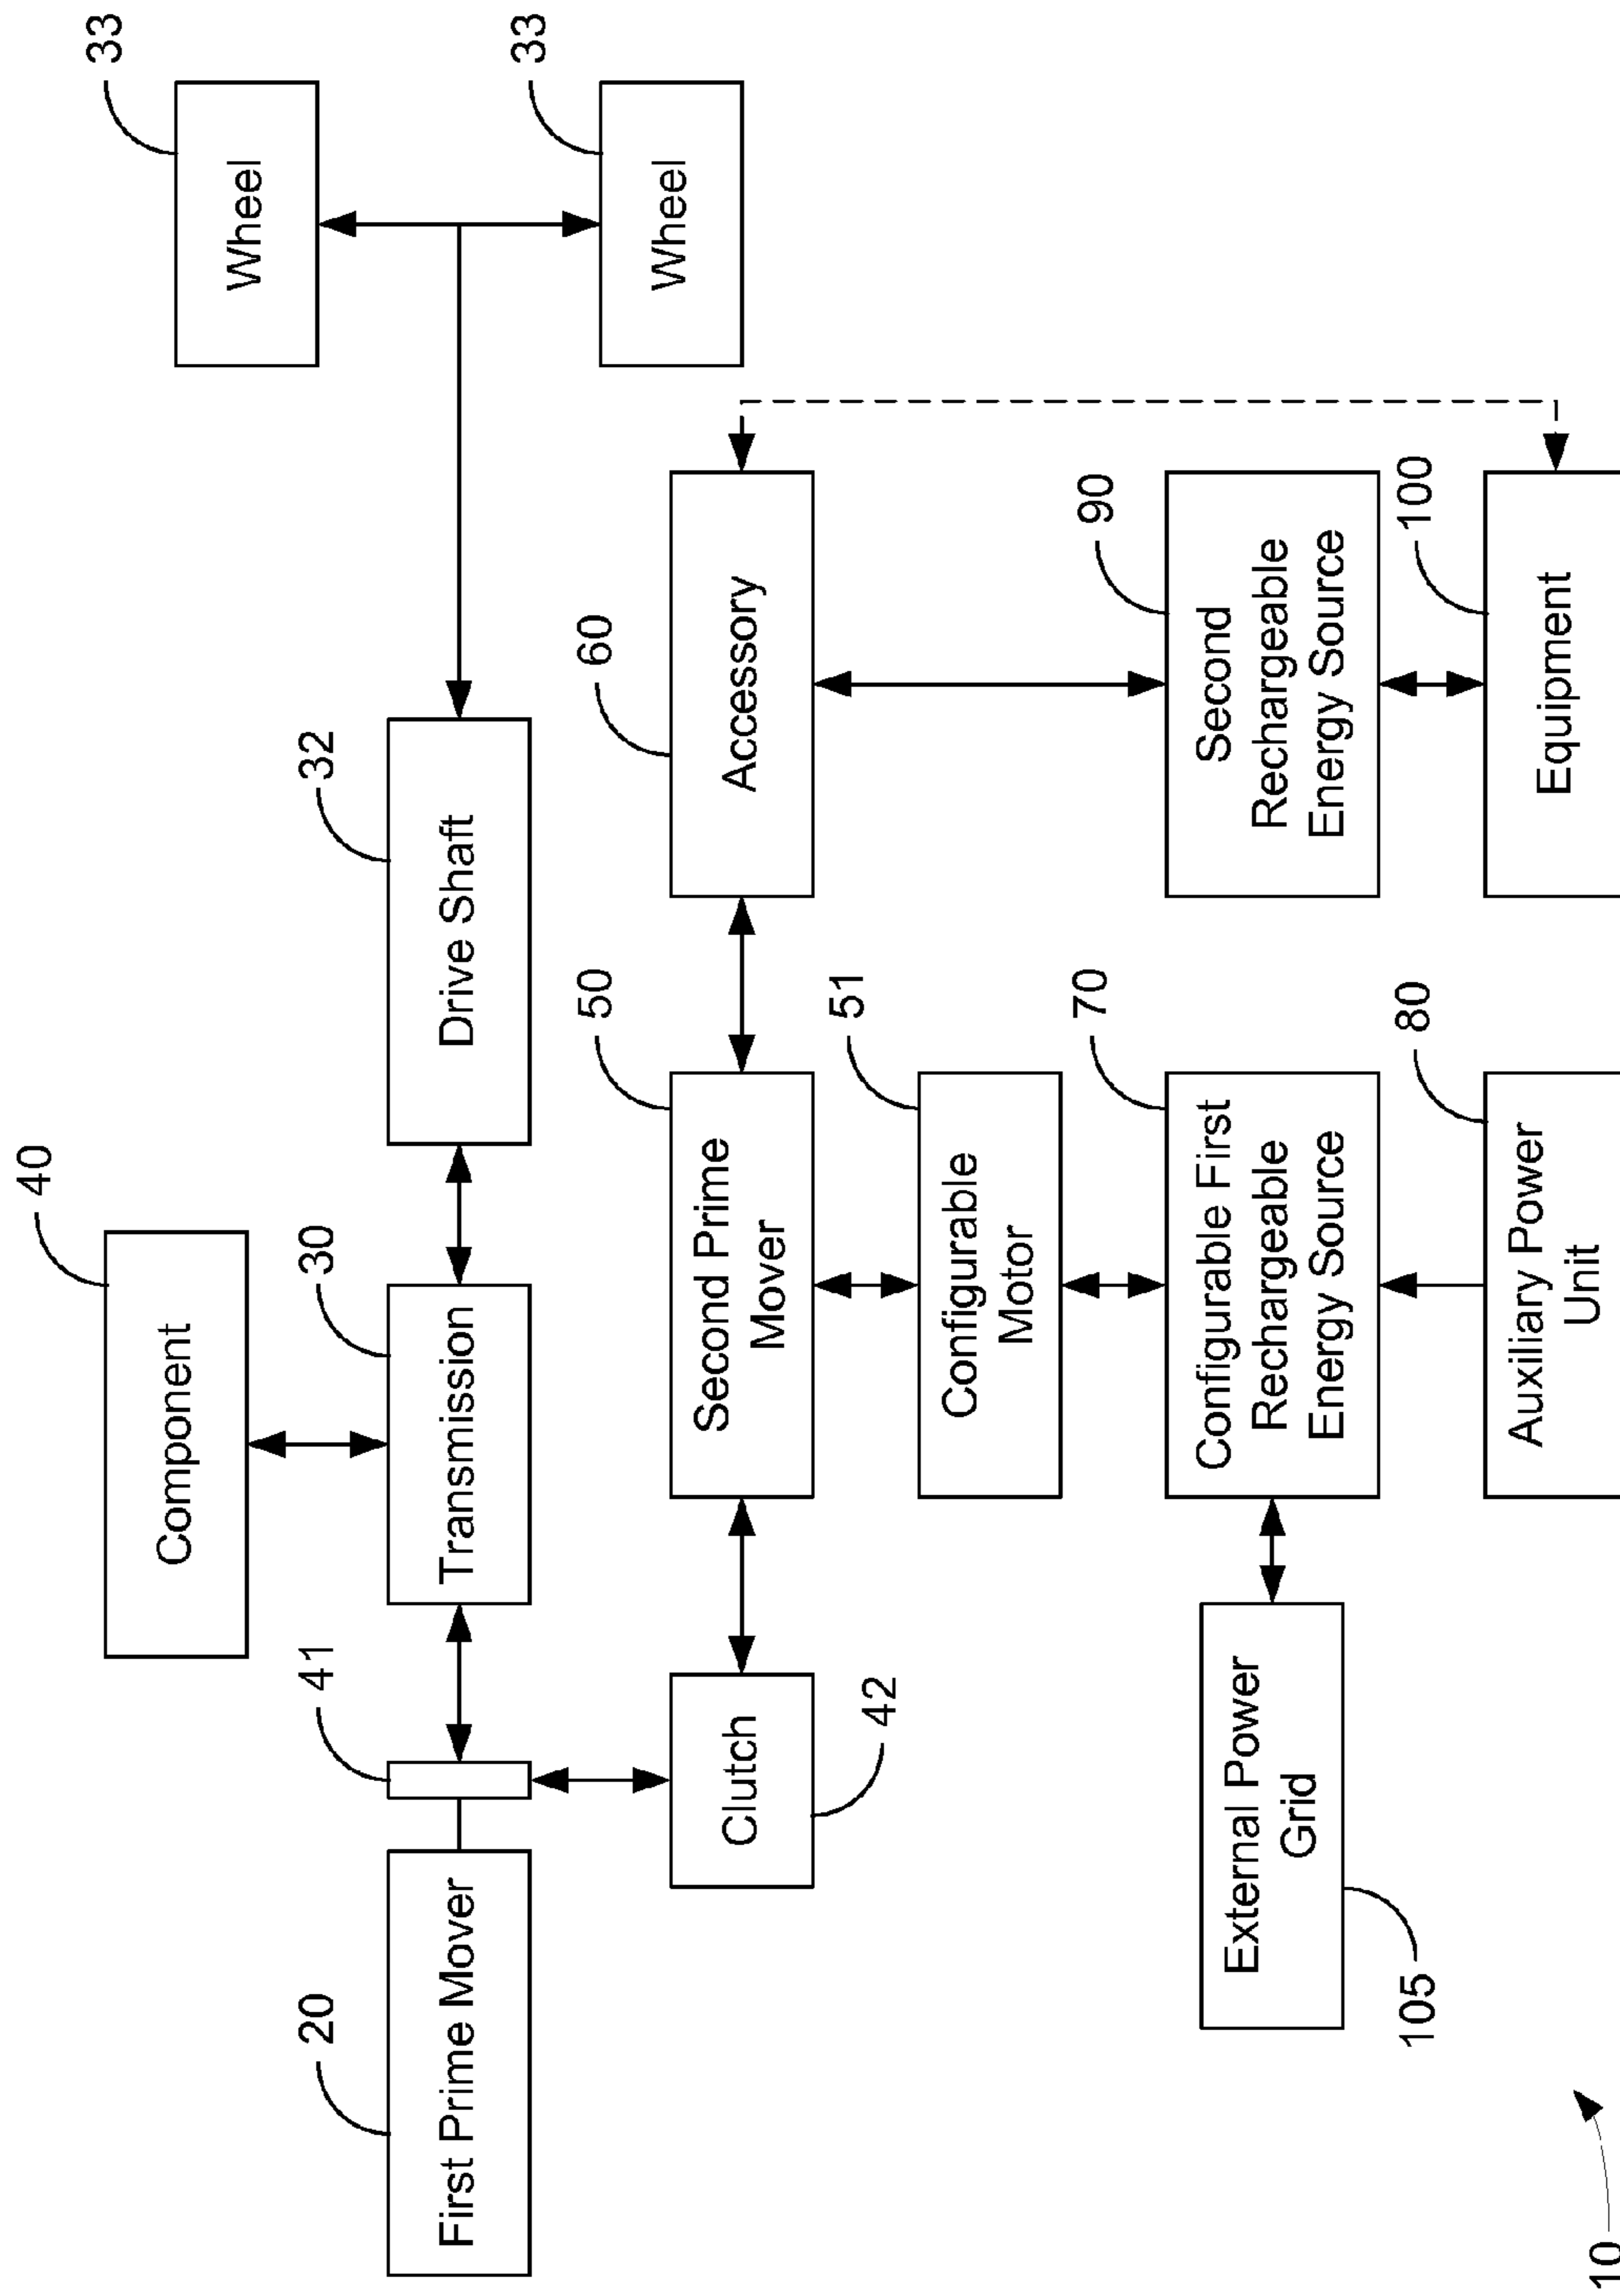 40
Component
20
First Prime Mover
41
30
Transmission
32
Drive Shaft
33
Wheel
33
Wheel
Clutch
42
50
Second Prime
Mover
60
Accessory
51
Configurable
Motor
External Power
Grid
105
70
Configurable First
Rechargeable
Energy Source
90
Second
Rechargeable
Energy Source
80
Auxiliary Power
Unit
100
Equipment
10